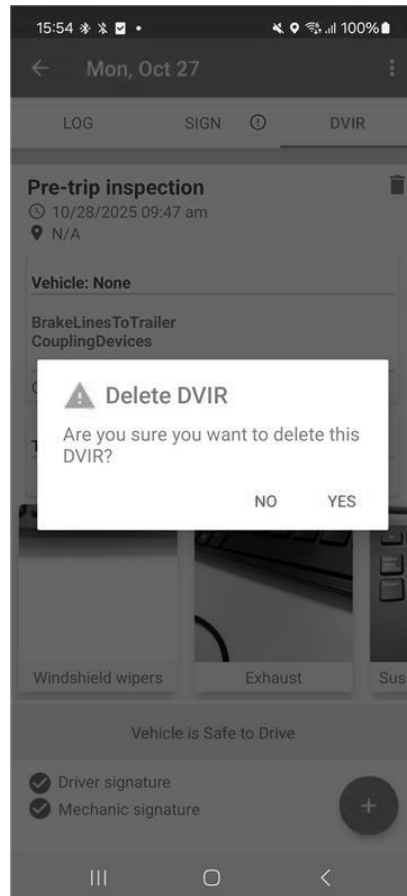 15:54
100%
Mon, Oct 27
LOG
SIGN
DVIR
Pre-trip inspection
10/28/2025 09:47 am
N/A
Vehicle: None
BrakeLinesToTrailer
CouplingDevices
Delete DVIR
Are you sure you want to delete this
DVIR?
NO
YES
Windshield wipers
Exhaust
Sus
Vehicle is Safe to Drive
Driver signature
Mechanic signature